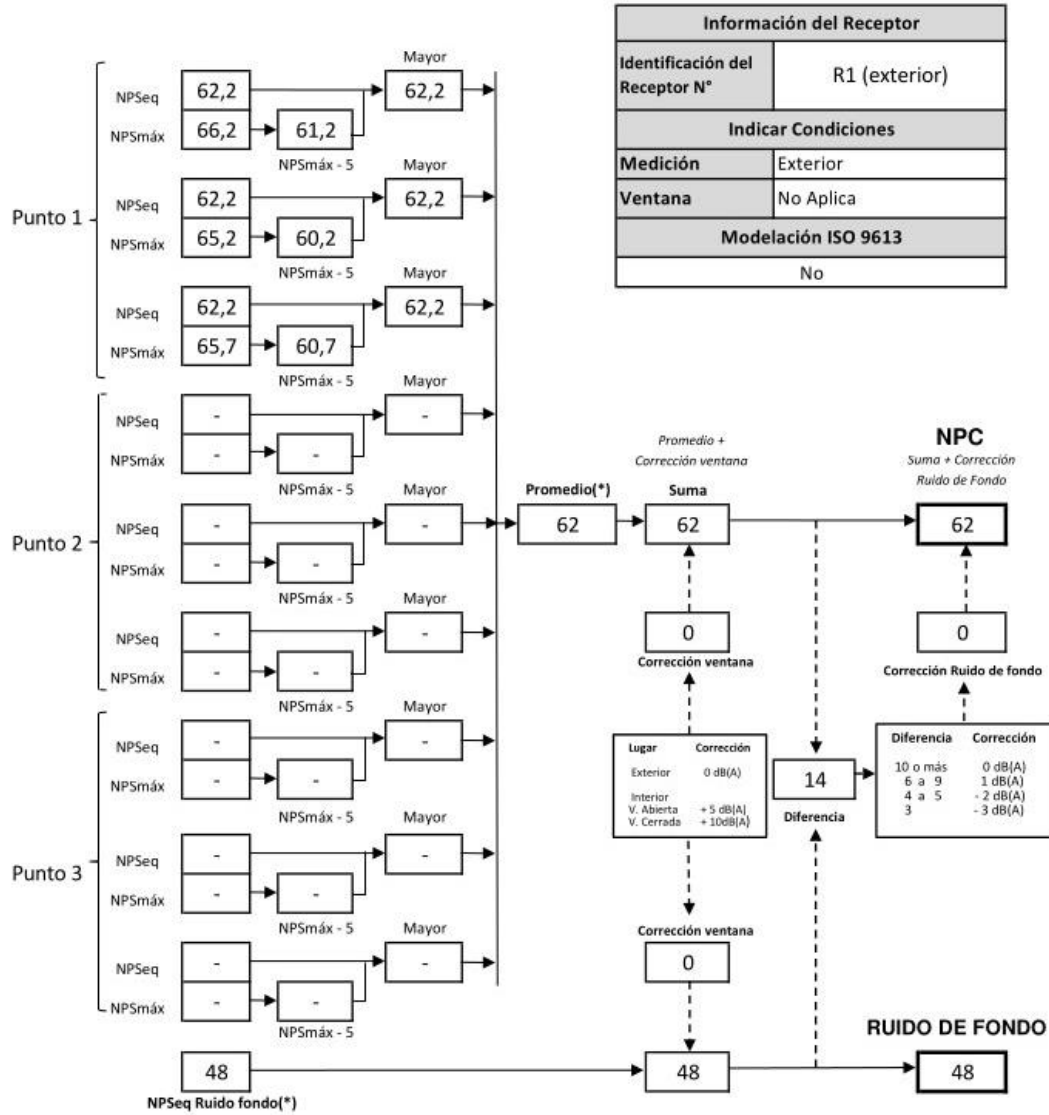 Información del Receptor
Identificación del Receptor N°
R1 (exterior)
Indicar Condiciones
Medición
Exterior
Ventana
No Aplica
Modelación ISO 9613
No
Punto 1
Mayor
NPSeq
62,2
62,2
NPSmáx
66,2
61,2
NPSmáx - 5
Mayor
NPSeq
62,2
62,2
NPSmáx
65,2
60,2
NPSmáx - 5
Mayor
NPSeq
62,2
62,2
NPSmáx
65,7
60,7
NPSmáx - 5
Punto 2
Mayor
NPSeq
-
-
NPSmáx
-
-
NPSmáx - 5
Mayor
NPSeq
-
-
NPSmáx
-
-
NPSmáx - 5
Mayor
NPSeq
-
-
NPSmáx
-
-
NPSmáx - 5
Punto 3
Mayor
NPSeq
-
-
NPSmáx
-
-
NPSmáx - 5
Mayor
NPSeq
-
-
NPSmáx
-
-
NPSmáx - 5
Mayor
NPSeq
-
-
NPSmáx
-
-
NPSmáx - 5
48
NPSeq Ruido fondo(*)
Promedio(*)
62
Promedio +
Corrección ventana
Suma
62
0
Corrección ventana
Lugar Corrección
Exterior 0 dB(A)
Interior
V. Abierta + 5 dB(A)
V. Cerrada + 10dB(A)
Corrección ventana
0
48
14
Diferencia
NPC
Suma + Corrección
Ruido de Fondo
62
0
Corrección Ruido de fondo
Diferencia Corrección
10 o más 0 dB(A)
6 a 9 1 dB(A)
4 a 5 - 2 dB(A)
3 - 3 dB(A)
RUIDO DE FONDO
48